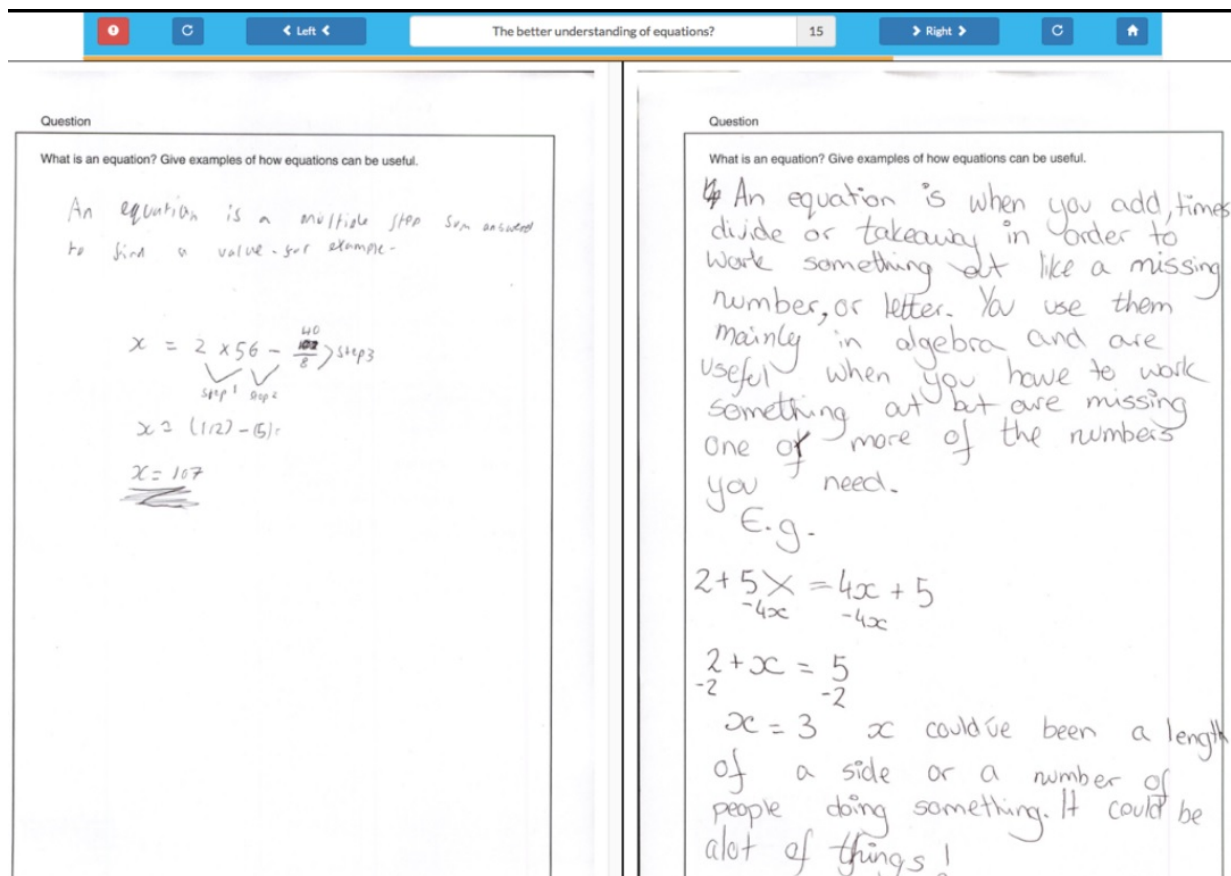 < Left <
The better understanding of equations?
15
> Right >
Question
What is an equation? Give examples of how equations can be useful.
An equation is a multiple step sum answered
to find a value. for example-
x = 2 × 56 - 40/8 > step3
step 1 step 2
x = (112) - (5)
x = 107
Question
What is an equation? Give examples of how equations can be useful.
An equation is when you add, times
divide or takeaway in order to
work something out like a missing
number, or letter. You use them
mainly in algebra and are
useful when you have to work
something out but are missing
one or more of the numbers
you need.
E.g.
2 + 5x = 4x + 5
-4x -4x
2 + x = 5
-2 -2
x = 3 x could've been a length
of a side or a number of
people doing something. It could be
alot of things!